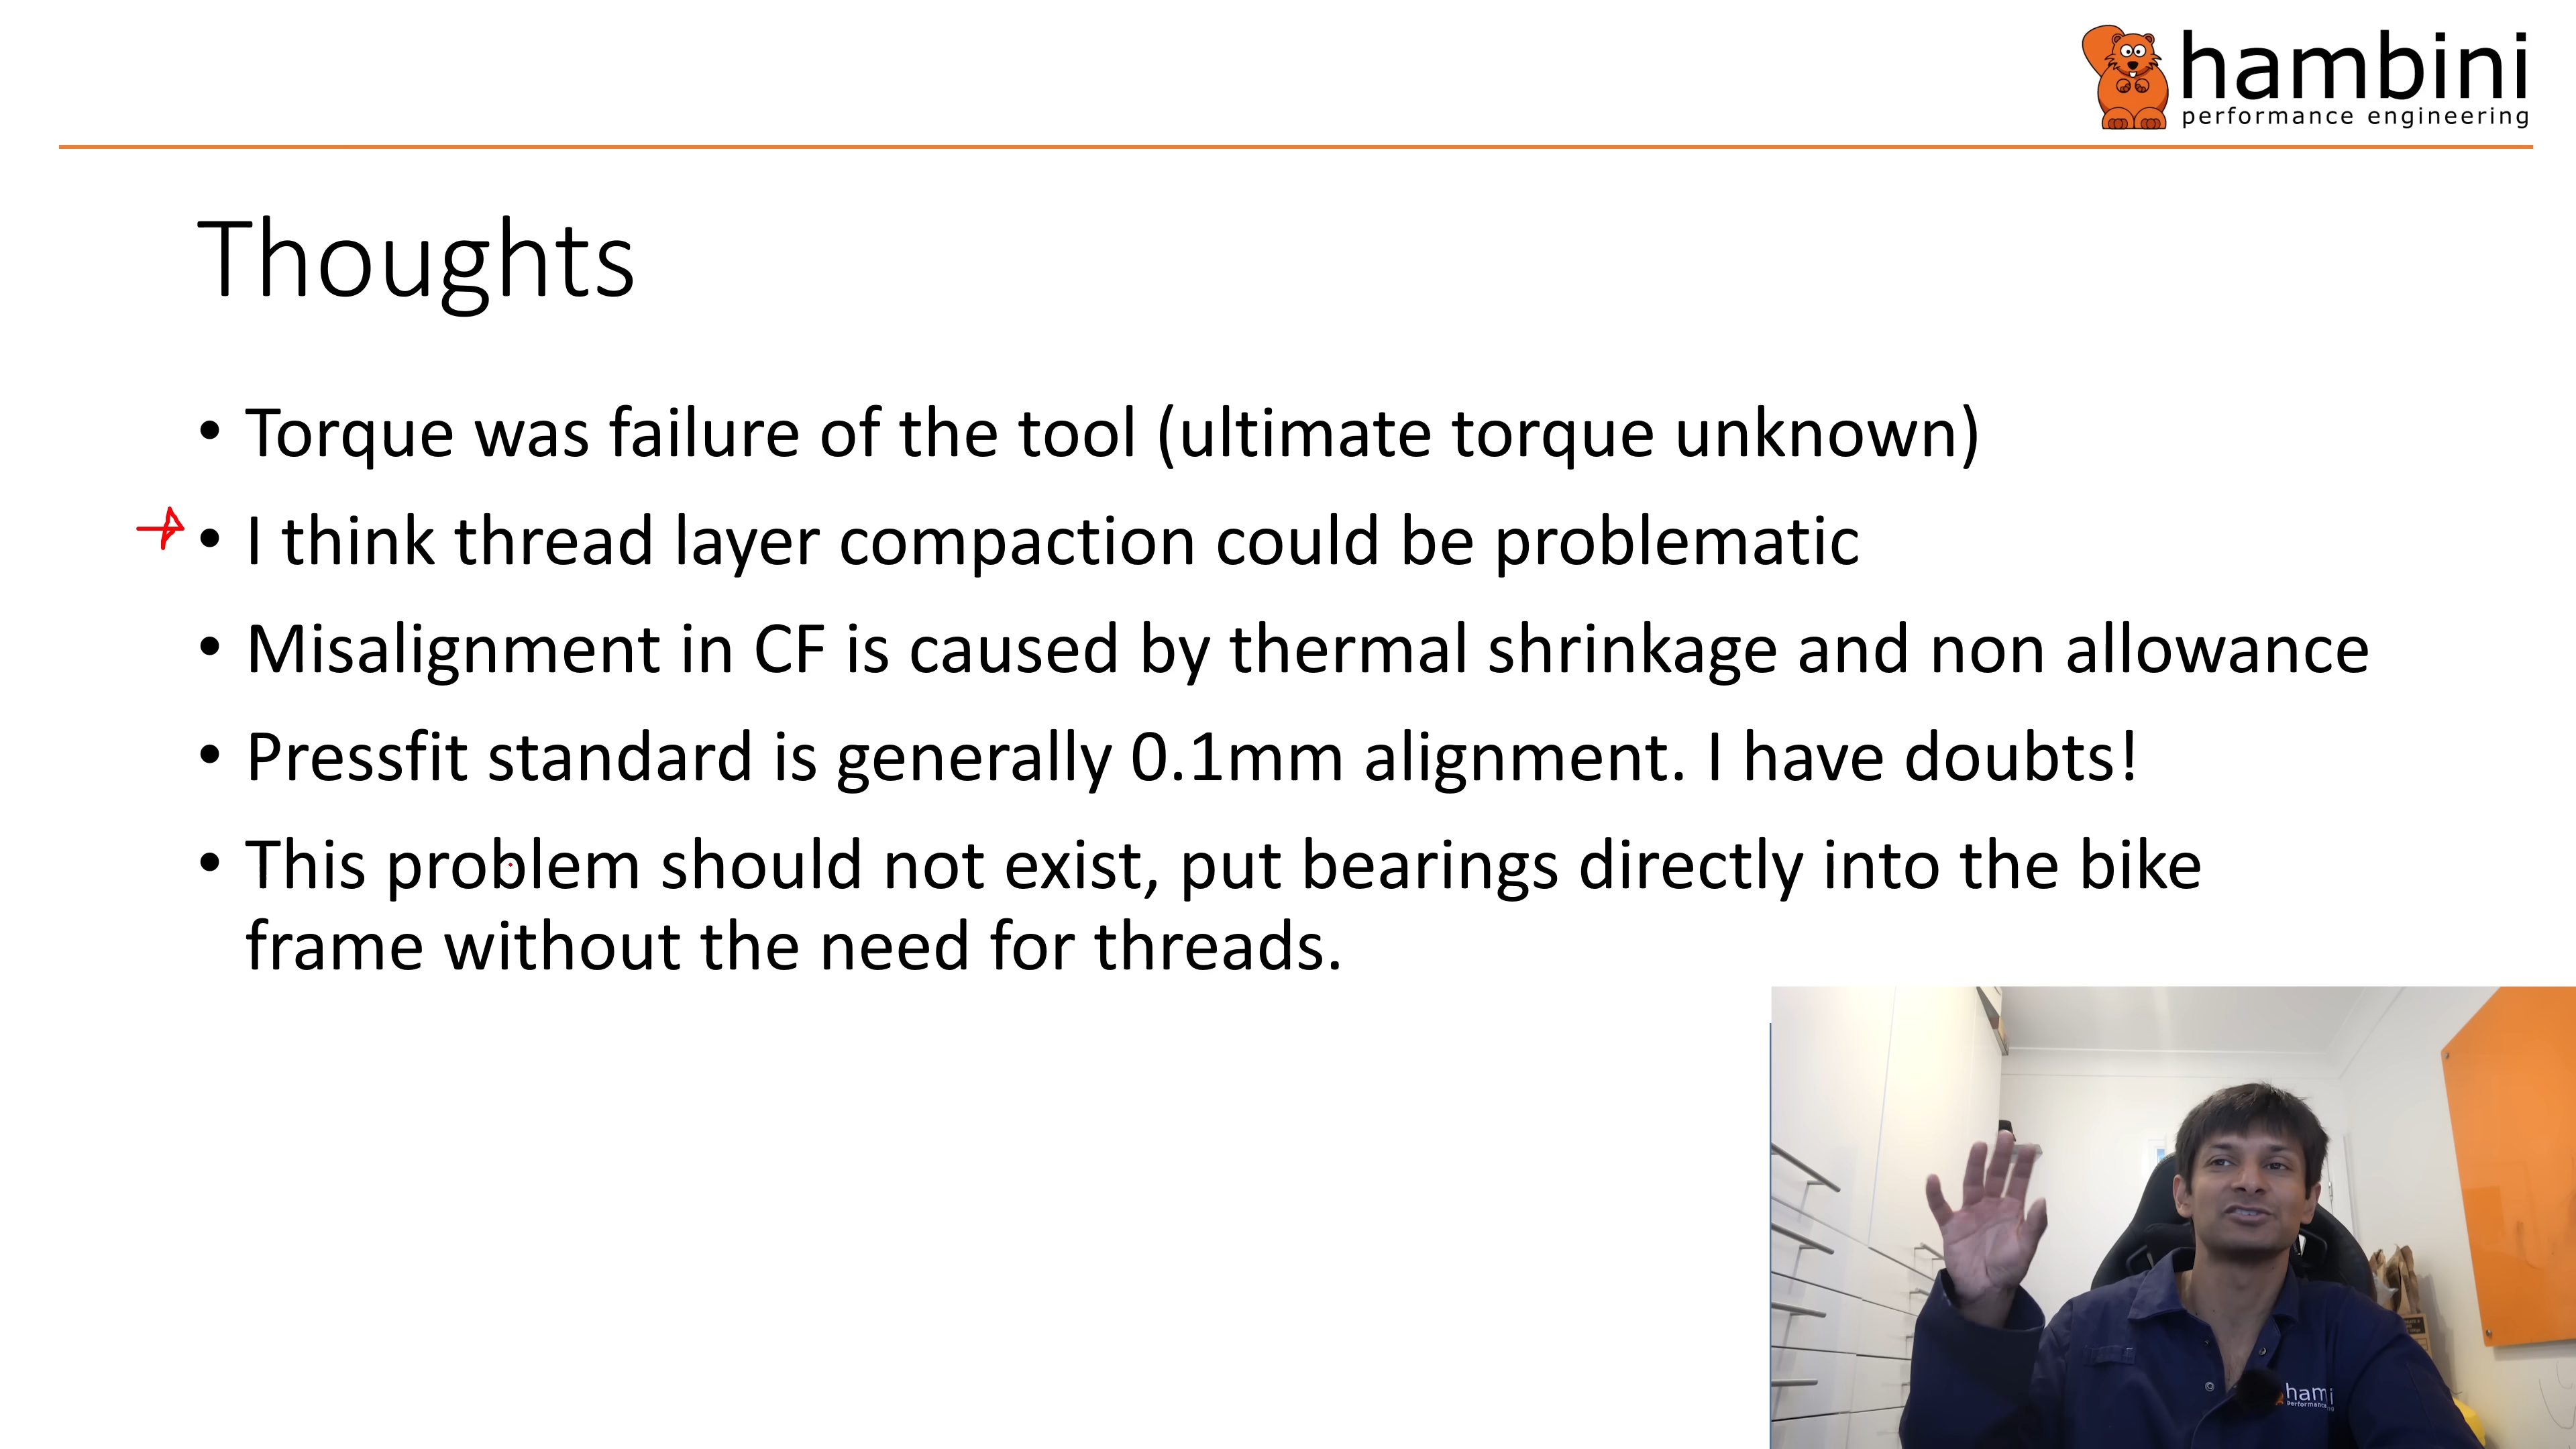 hambini
performance engineering
Thoughts
• Torque was failure of the tool (ultimate torque unknown)
• I think thread layer compaction could be problematic
• Misalignment in CF is caused by thermal shrinkage and non allowance
• Pressfit standard is generally 0.1mm alignment. I have doubts!
• This problem should not exist, put bearings directly into the bike
frame without the need for threads.